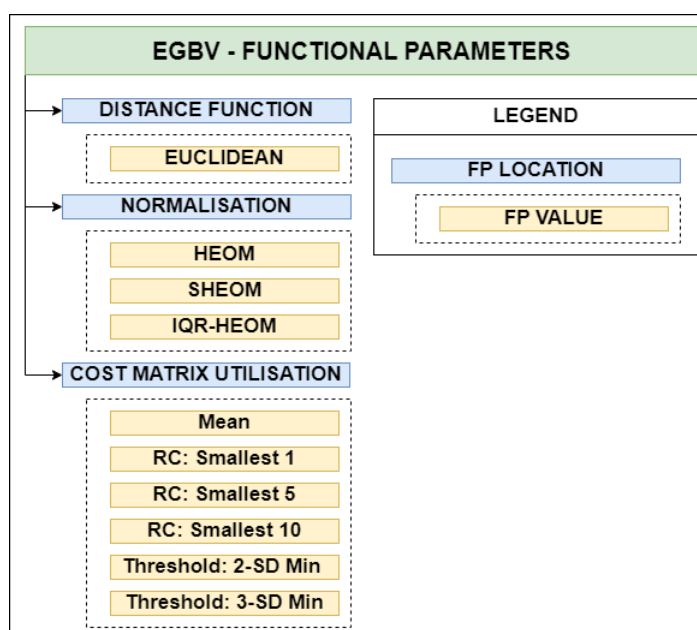 EGBV - FUNCTIONAL PARAMETERS
DISTANCE FUNCTION
EUCLIDEAN
NORMALISATION
HEOM
SHEOM
IQR-HEOM
COST MATRIX UTILISATION
Mean
RC: Smallest 1
RC: Smallest 5
RC: Smallest 10
Threshold: 2-SD Min
Threshold: 3-SD Min
LEGEND
FP LOCATION
FP VALUE